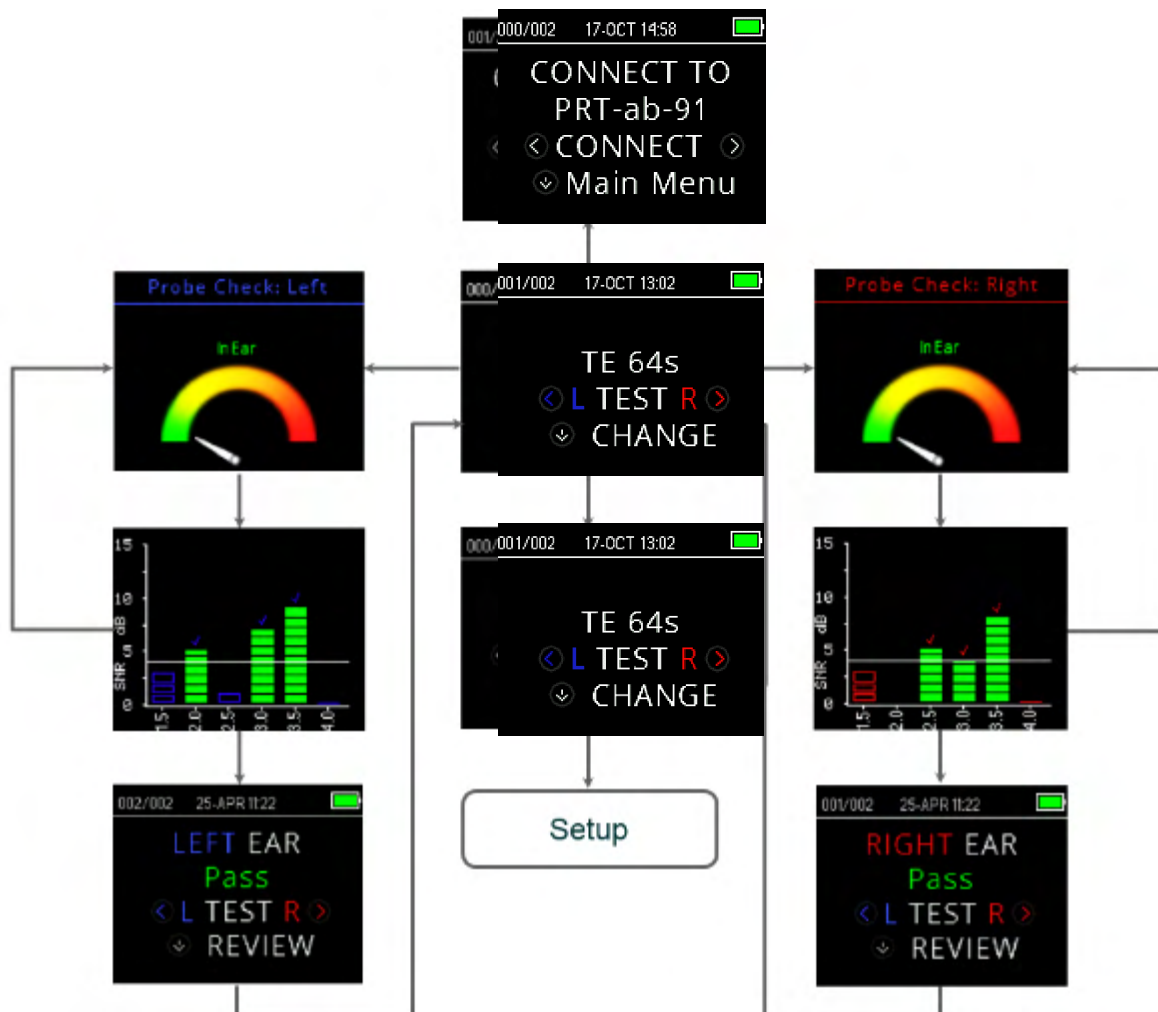 001/
000/002 17-OCT 14:58
CONNECT TO
PRT-ab-91
CONNECT
Main Menu
Probe Check: Left
In Ear
000/
001/002 17-OCT 13:02
TE 64s
L TEST R
CHANGE
Probe Check: Right
In Ear
15
10
5
0
SNR dB
1.5 2.0 2.5 3.0 3.5 4.0
000/
001/002 17-OCT 13:02
TE 64s
L TEST R
CHANGE
15
10
5
0
SNR dB
1.5 2.0 2.5 3.0 3.5 4.0
002/002 25-APR 11:22
LEFT EAR
Pass
L TEST R
REVIEW
Setup
001/002 25-APR 11:22
RIGHT EAR
Pass
L TEST R
REVIEW